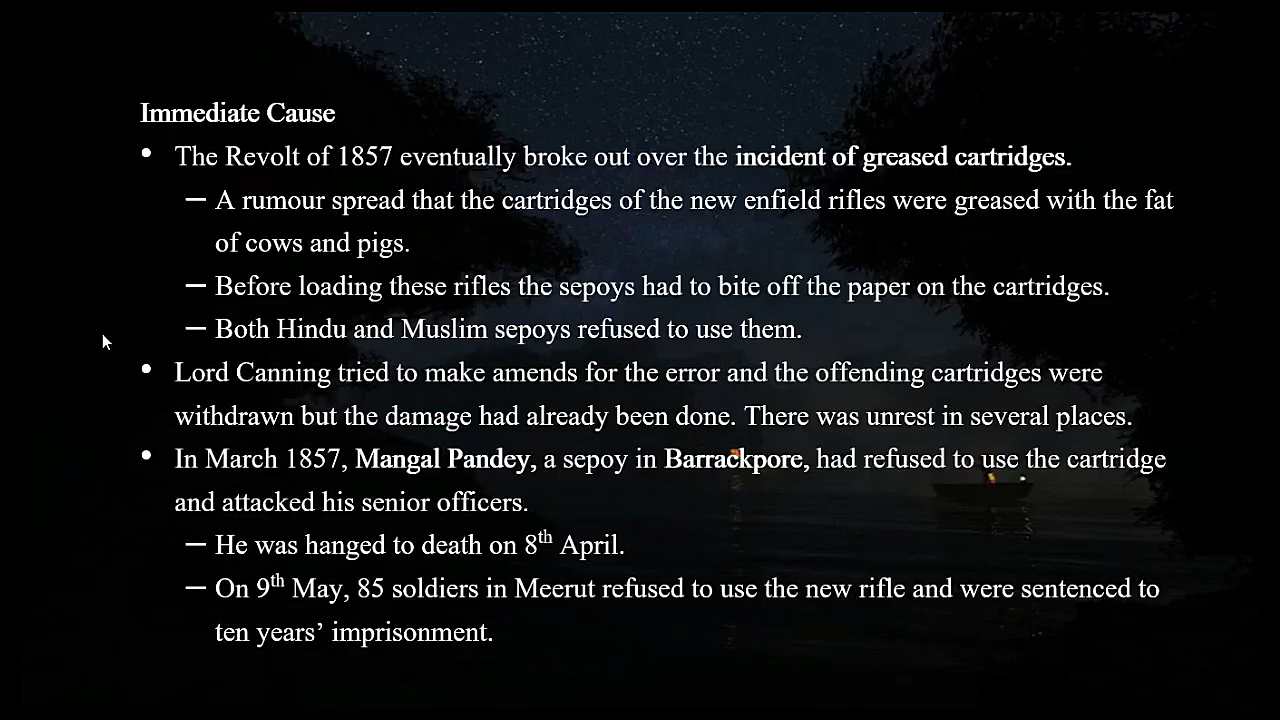 Immediate Cause
• The Revolt of 1857 eventually broke out over the incident of greased cartridges.
– A rumour spread that the cartridges of the new enfield rifles were greased with the fat
of cows and pigs.
– Before loading these rifles the sepoys had to bite off the paper on the cartridges.
– Both Hindu and Muslim sepoys refused to use them.
• Lord Canning tried to make amends for the error and the offending cartridges were
withdrawn but the damage had already been done. There was unrest in several places.
• In March 1857, Mangal Pandey, a sepoy in Barrackpore, had refused to use the cartridge
and attacked his senior officers.
– He was hanged to death on 8th April.
– On 9th May, 85 soldiers in Meerut refused to use the new rifle and were sentenced to
ten years’ imprisonment.